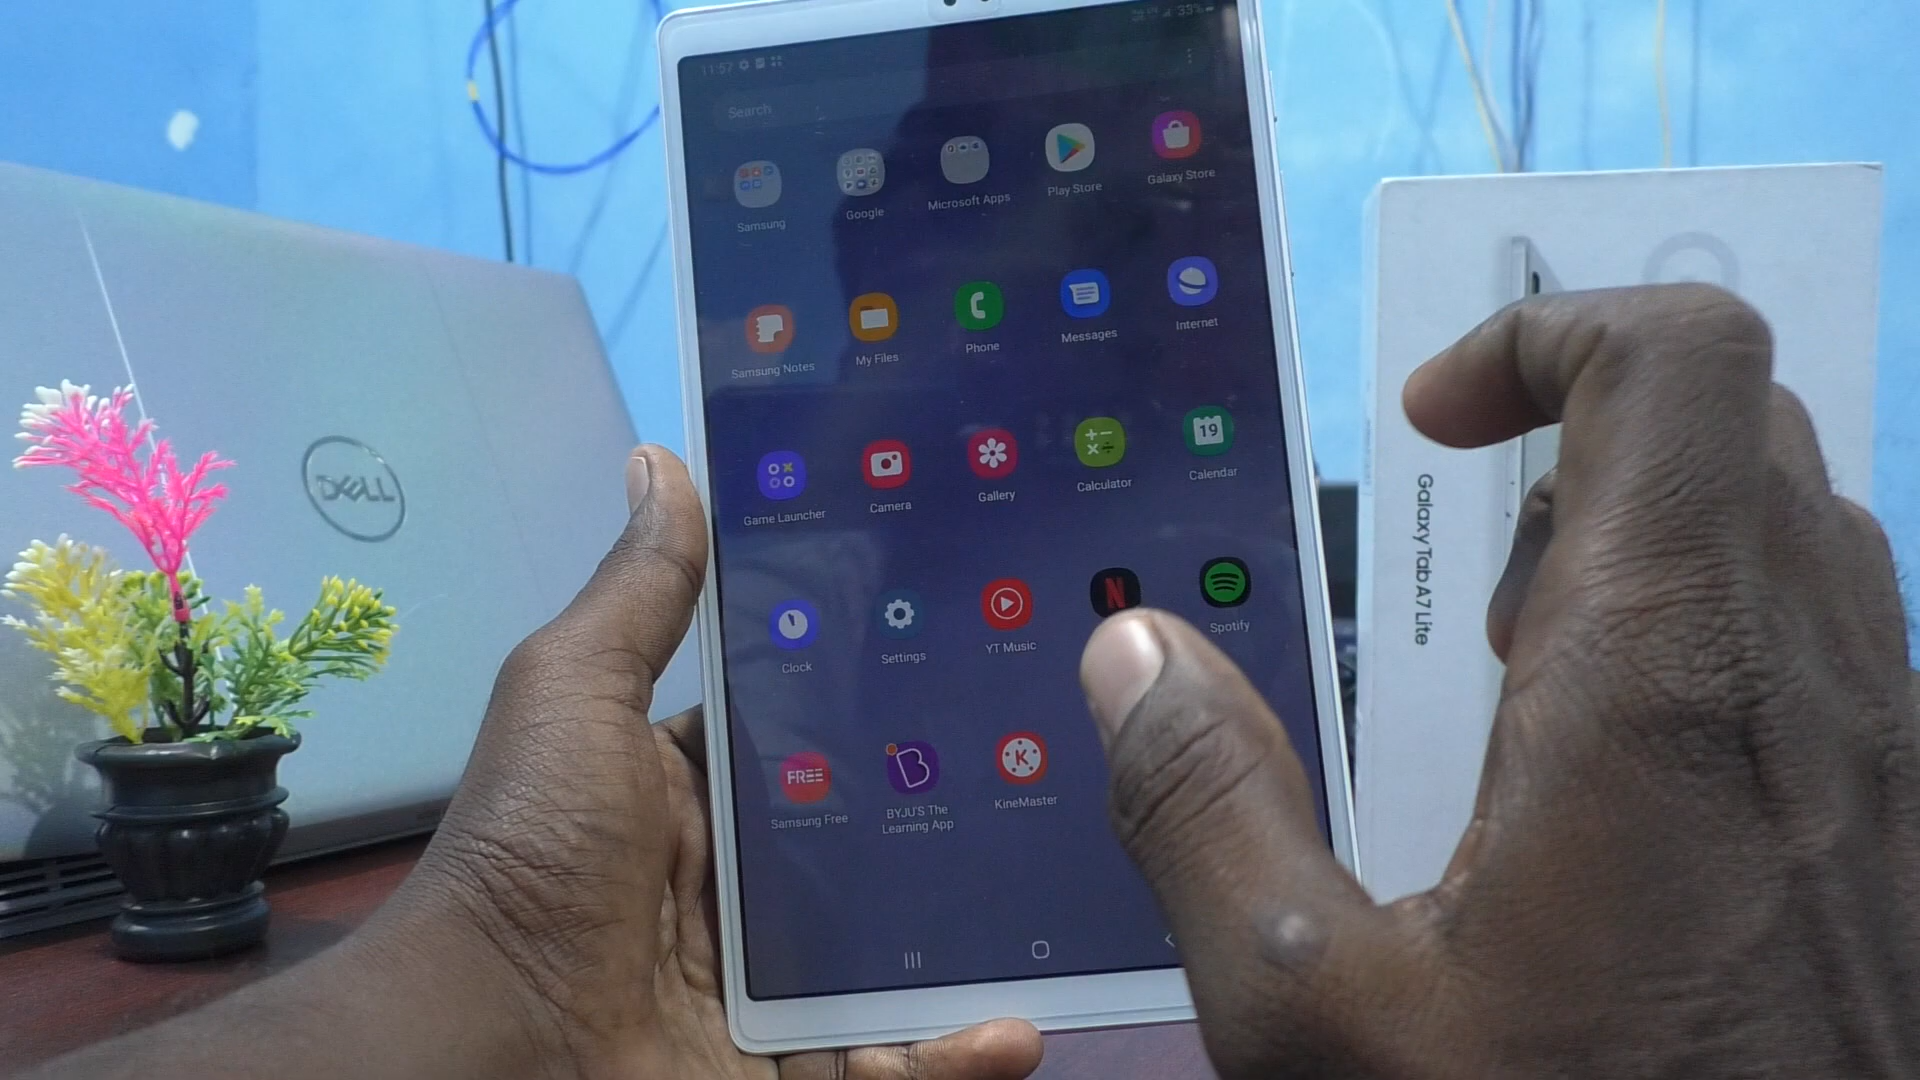 11:57
33%
Search
Samsung
Google
Microsoft Apps
Play Store
Galaxy Store
Samsung Notes
My Files
Phone
Messages
Internet
19
Game Launcher
Camera
Gallery
Calculator
Calendar
N
Clock
Settings
YT Music
Spotify
FREE
B
K
Samsung Free
BYJU'S The
Learning App
KineMaster
DELL
Galaxy Tab A7 Lite